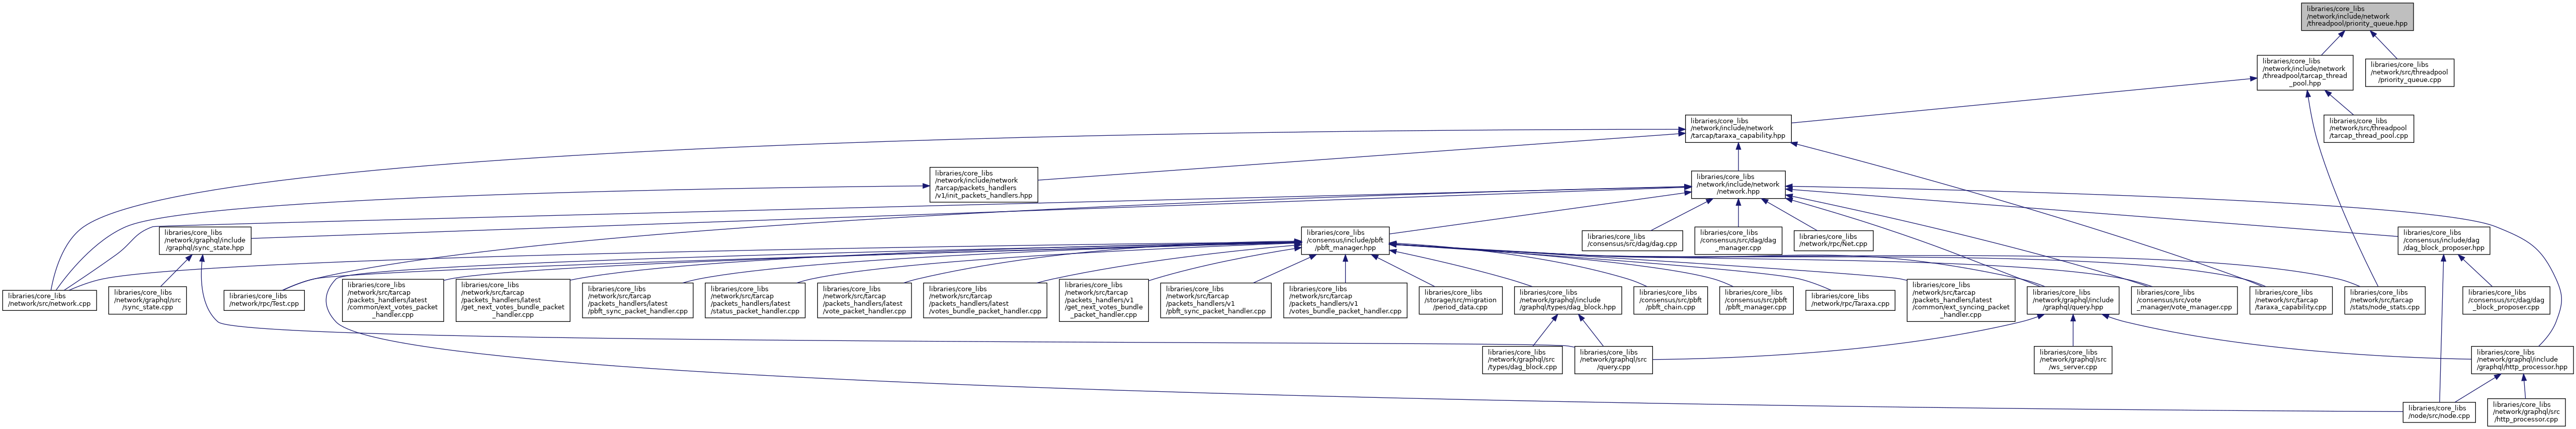 libraries/core_libs
/network/include/network
/threadpool/priority_queue.hpp
libraries/core_libs
/network/include/network
/threadpool/tarcap_thread
_pool.hpp
libraries/core_libs
/network/src/threadpool
/priority_queue.cpp
libraries/core_libs
/network/include/network
/tarcap/taraxa_capability.hpp
libraries/core_libs
/network/src/threadpool
/tarcap_thread_pool.cpp
libraries/core_libs
/network/include/network
/tarcap/packets_handlers
/v1/init_packets_handlers.hpp
libraries/core_libs
/network/include/network
/network.hpp
libraries/core_libs
/network/graphql/include
/graphql/sync_state.hpp
libraries/core_libs
/consensus/include/pbft
/pbft_manager.hpp
libraries/core_libs
/consensus/src/dag/dag.cpp
libraries/core_libs
/consensus/src/dag/dag
_manager.cpp
libraries/core_libs
/network/rpc/Net.cpp
libraries/core_libs
/consensus/include/dag
/dag_block_proposer.hpp
libraries/core_libs
/network/src/network.cpp
libraries/core_libs
/network/graphql/src
/sync_state.cpp
libraries/core_libs
/network/rpc/Test.cpp
libraries/core_libs
/network/src/tarcap
/packets_handlers/latest
/common/ext_votes_packet
_handler.cpp
libraries/core_libs
/network/src/tarcap
/packets_handlers/latest
/get_next_votes_bundle_packet
_handler.cpp
libraries/core_libs
/network/src/tarcap
/packets_handlers/latest
/pbft_sync_packet_handler.cpp
libraries/core_libs
/network/src/tarcap
/packets_handlers/latest
/status_packet_handler.cpp
libraries/core_libs
/network/src/tarcap
/packets_handlers/latest
/vote_packet_handler.cpp
libraries/core_libs
/network/src/tarcap
/packets_handlers/latest
/votes_bundle_packet_handler.cpp
libraries/core_libs
/network/src/tarcap
/packets_handlers/v1
/get_next_votes_bundle
_packet_handler.cpp
libraries/core_libs
/network/src/tarcap
/packets_handlers/v1
/pbft_sync_packet_handler.cpp
libraries/core_libs
/network/src/tarcap
/packets_handlers/v1
/votes_bundle_packet_handler.cpp
libraries/core_libs
/storage/src/migration
/period_data.cpp
libraries/core_libs
/network/graphql/include
/graphql/types/dag_block.hpp
libraries/core_libs
/consensus/src/pbft
/pbft_chain.cpp
libraries/core_libs
/consensus/src/pbft
/pbft_manager.cpp
libraries/core_libs
/network/rpc/Taraxa.cpp
libraries/core_libs
/network/src/tarcap
/packets_handlers/latest
/common/ext_syncing_packet
_handler.cpp
libraries/core_libs
/network/graphql/include
/graphql/query.hpp
libraries/core_libs
/consensus/src/vote
_manager/vote_manager.cpp
libraries/core_libs
/network/src/tarcap
/taraxa_capability.cpp
libraries/core_libs
/network/src/tarcap
/stats/node_stats.cpp
libraries/core_libs
/consensus/src/dag/dag
_block_proposer.cpp
libraries/core_libs
/network/graphql/src
/types/dag_block.cpp
libraries/core_libs
/network/graphql/src
/query.cpp
libraries/core_libs
/network/graphql/src
/ws_server.cpp
libraries/core_libs
/network/graphql/include
/graphql/http_processor.hpp
libraries/core_libs
/node/src/node.cpp
libraries/core_libs
/network/graphql/src
/http_processor.cpp